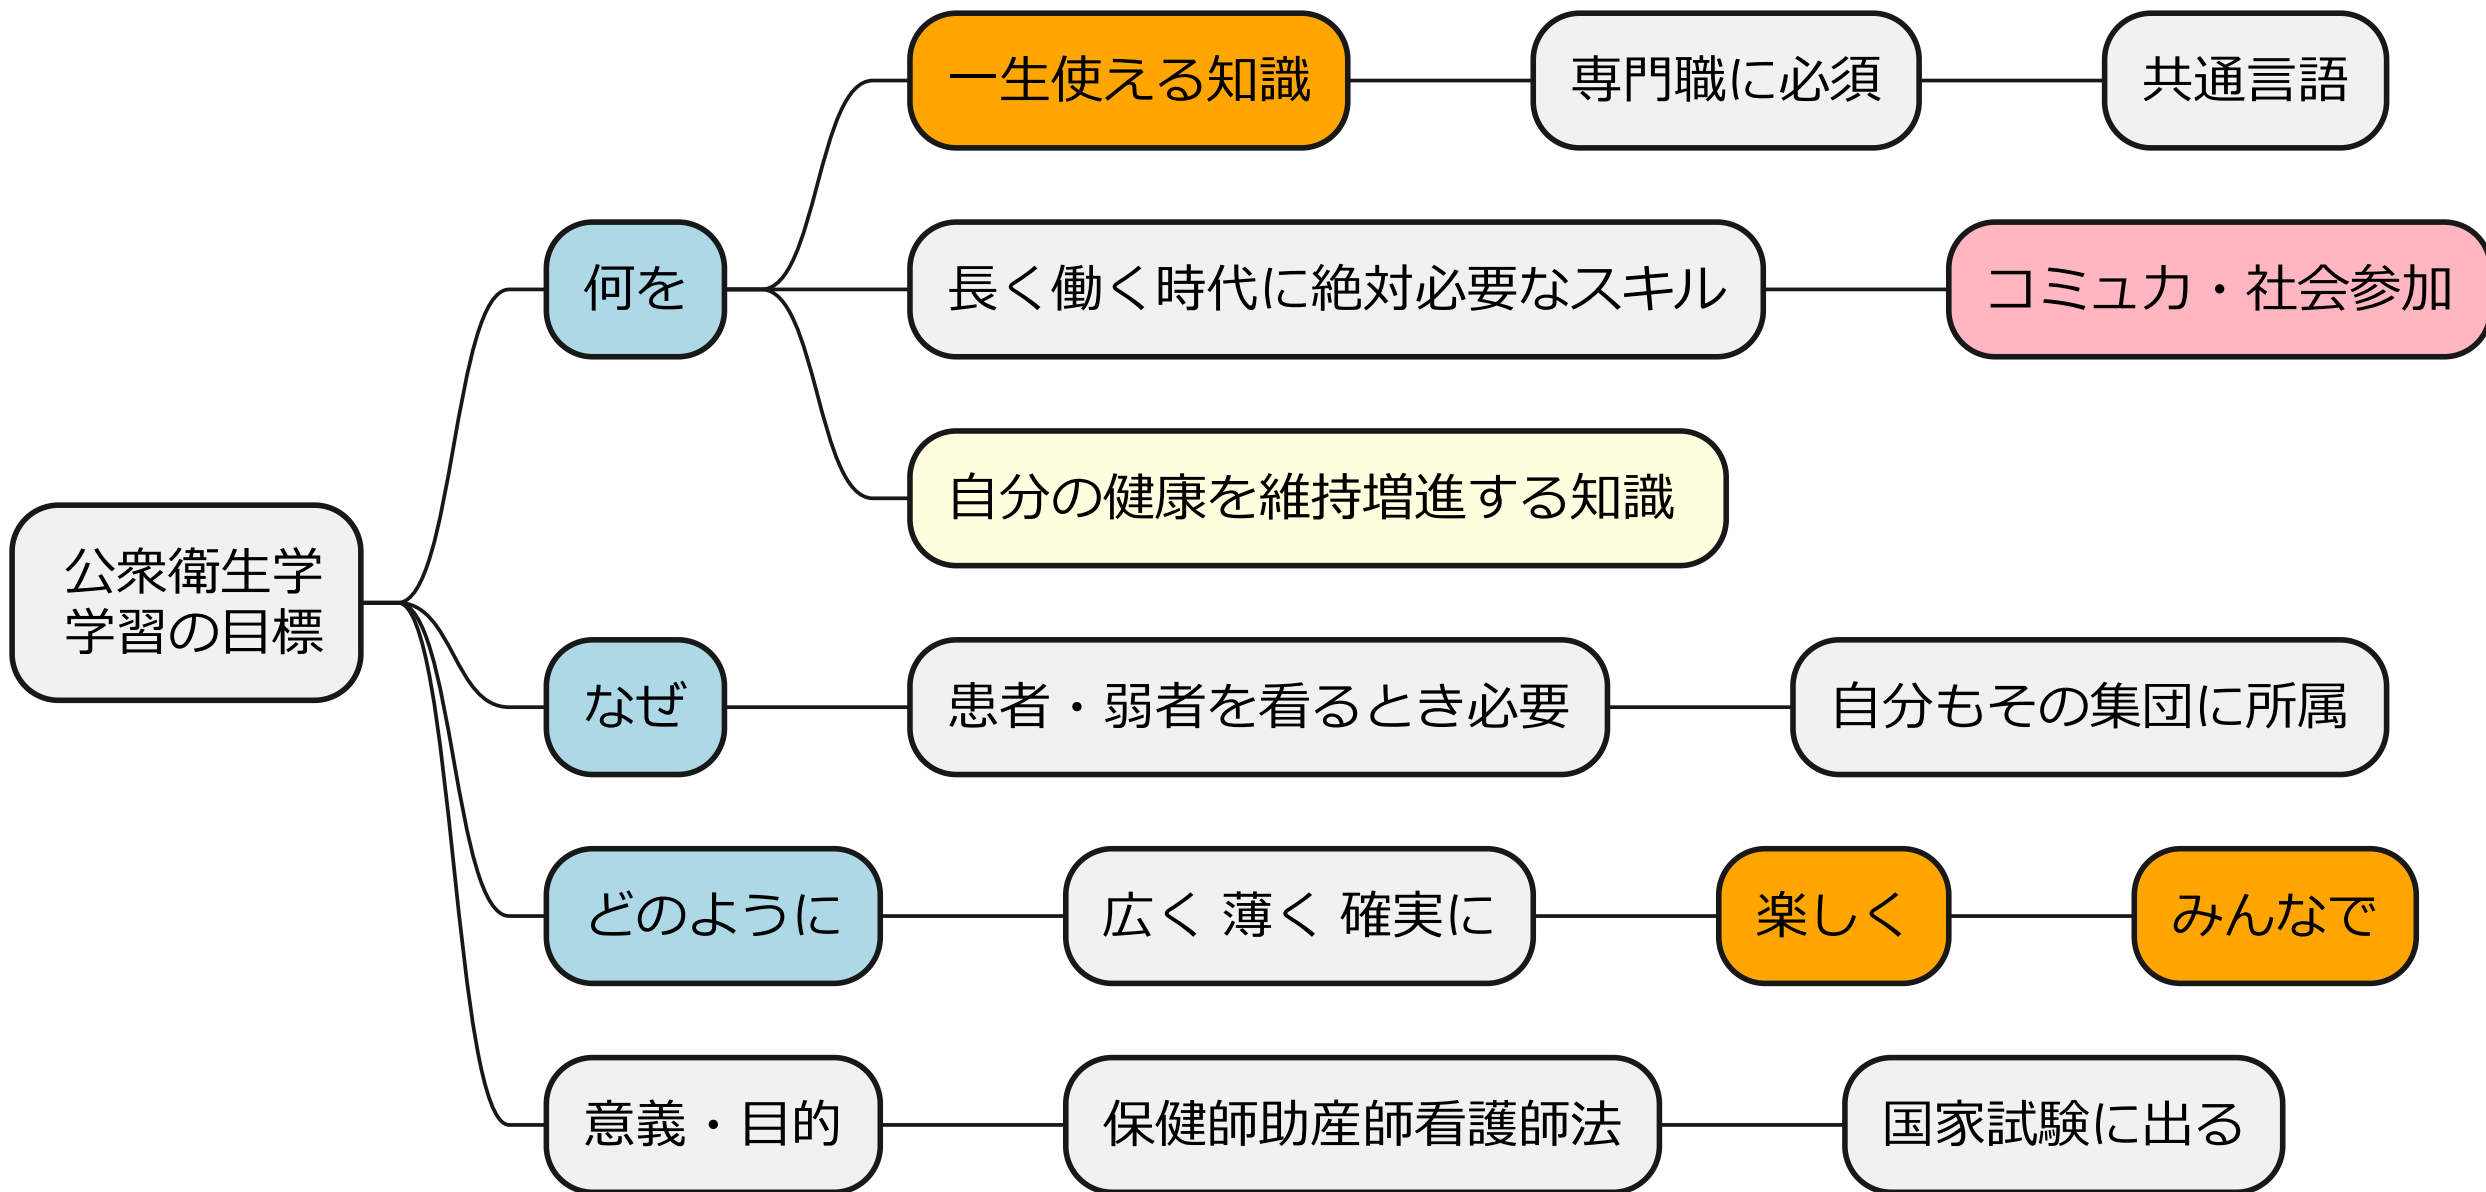 公衆衛生学
学習の目標
何を
一生使える知識
専門職に必須
共通言語
長く働く時代に絶対必要なスキル
コミュ力・社会参加
自分の健康を維持増進する知識
なぜ
患者・弱者を看るとき必要
自分もその集団に所属
どのように
広く 薄く 確実に
楽しく
みんなで
意義・目的
保健師助産師看護師法
国家試験に出る